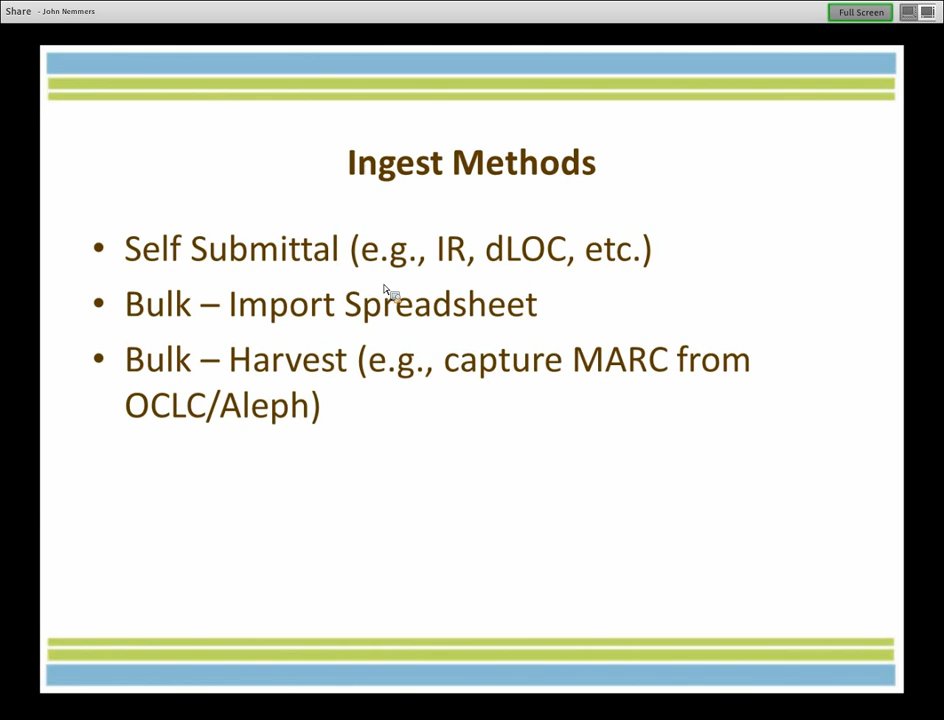 Share - John Nemmers
Full Screen
Ingest Methods
• Self Submittal (e.g., IR, dLOC, etc.)
• Bulk – Import Spreadsheet
• Bulk – Harvest (e.g., capture MARC from
OCLC/Aleph)